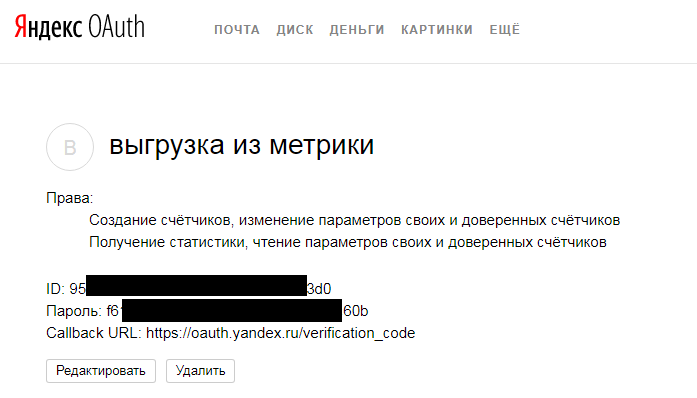 Яндекс OAuth
ПОЧТА ДИСК ДЕНЬГИ КАРТИНКИ ЕЩЁ
В выгрузка из метрики
Права:
Создание счётчиков, изменение параметров своих и доверенных счётчиков
Получение статистики, чтение параметров своих и доверенных счётчиков
ID: 95 3d0
Пароль: f6 60b
Callback URL: https://oauth.yandex.ru/verification_code
Редактировать Удалить